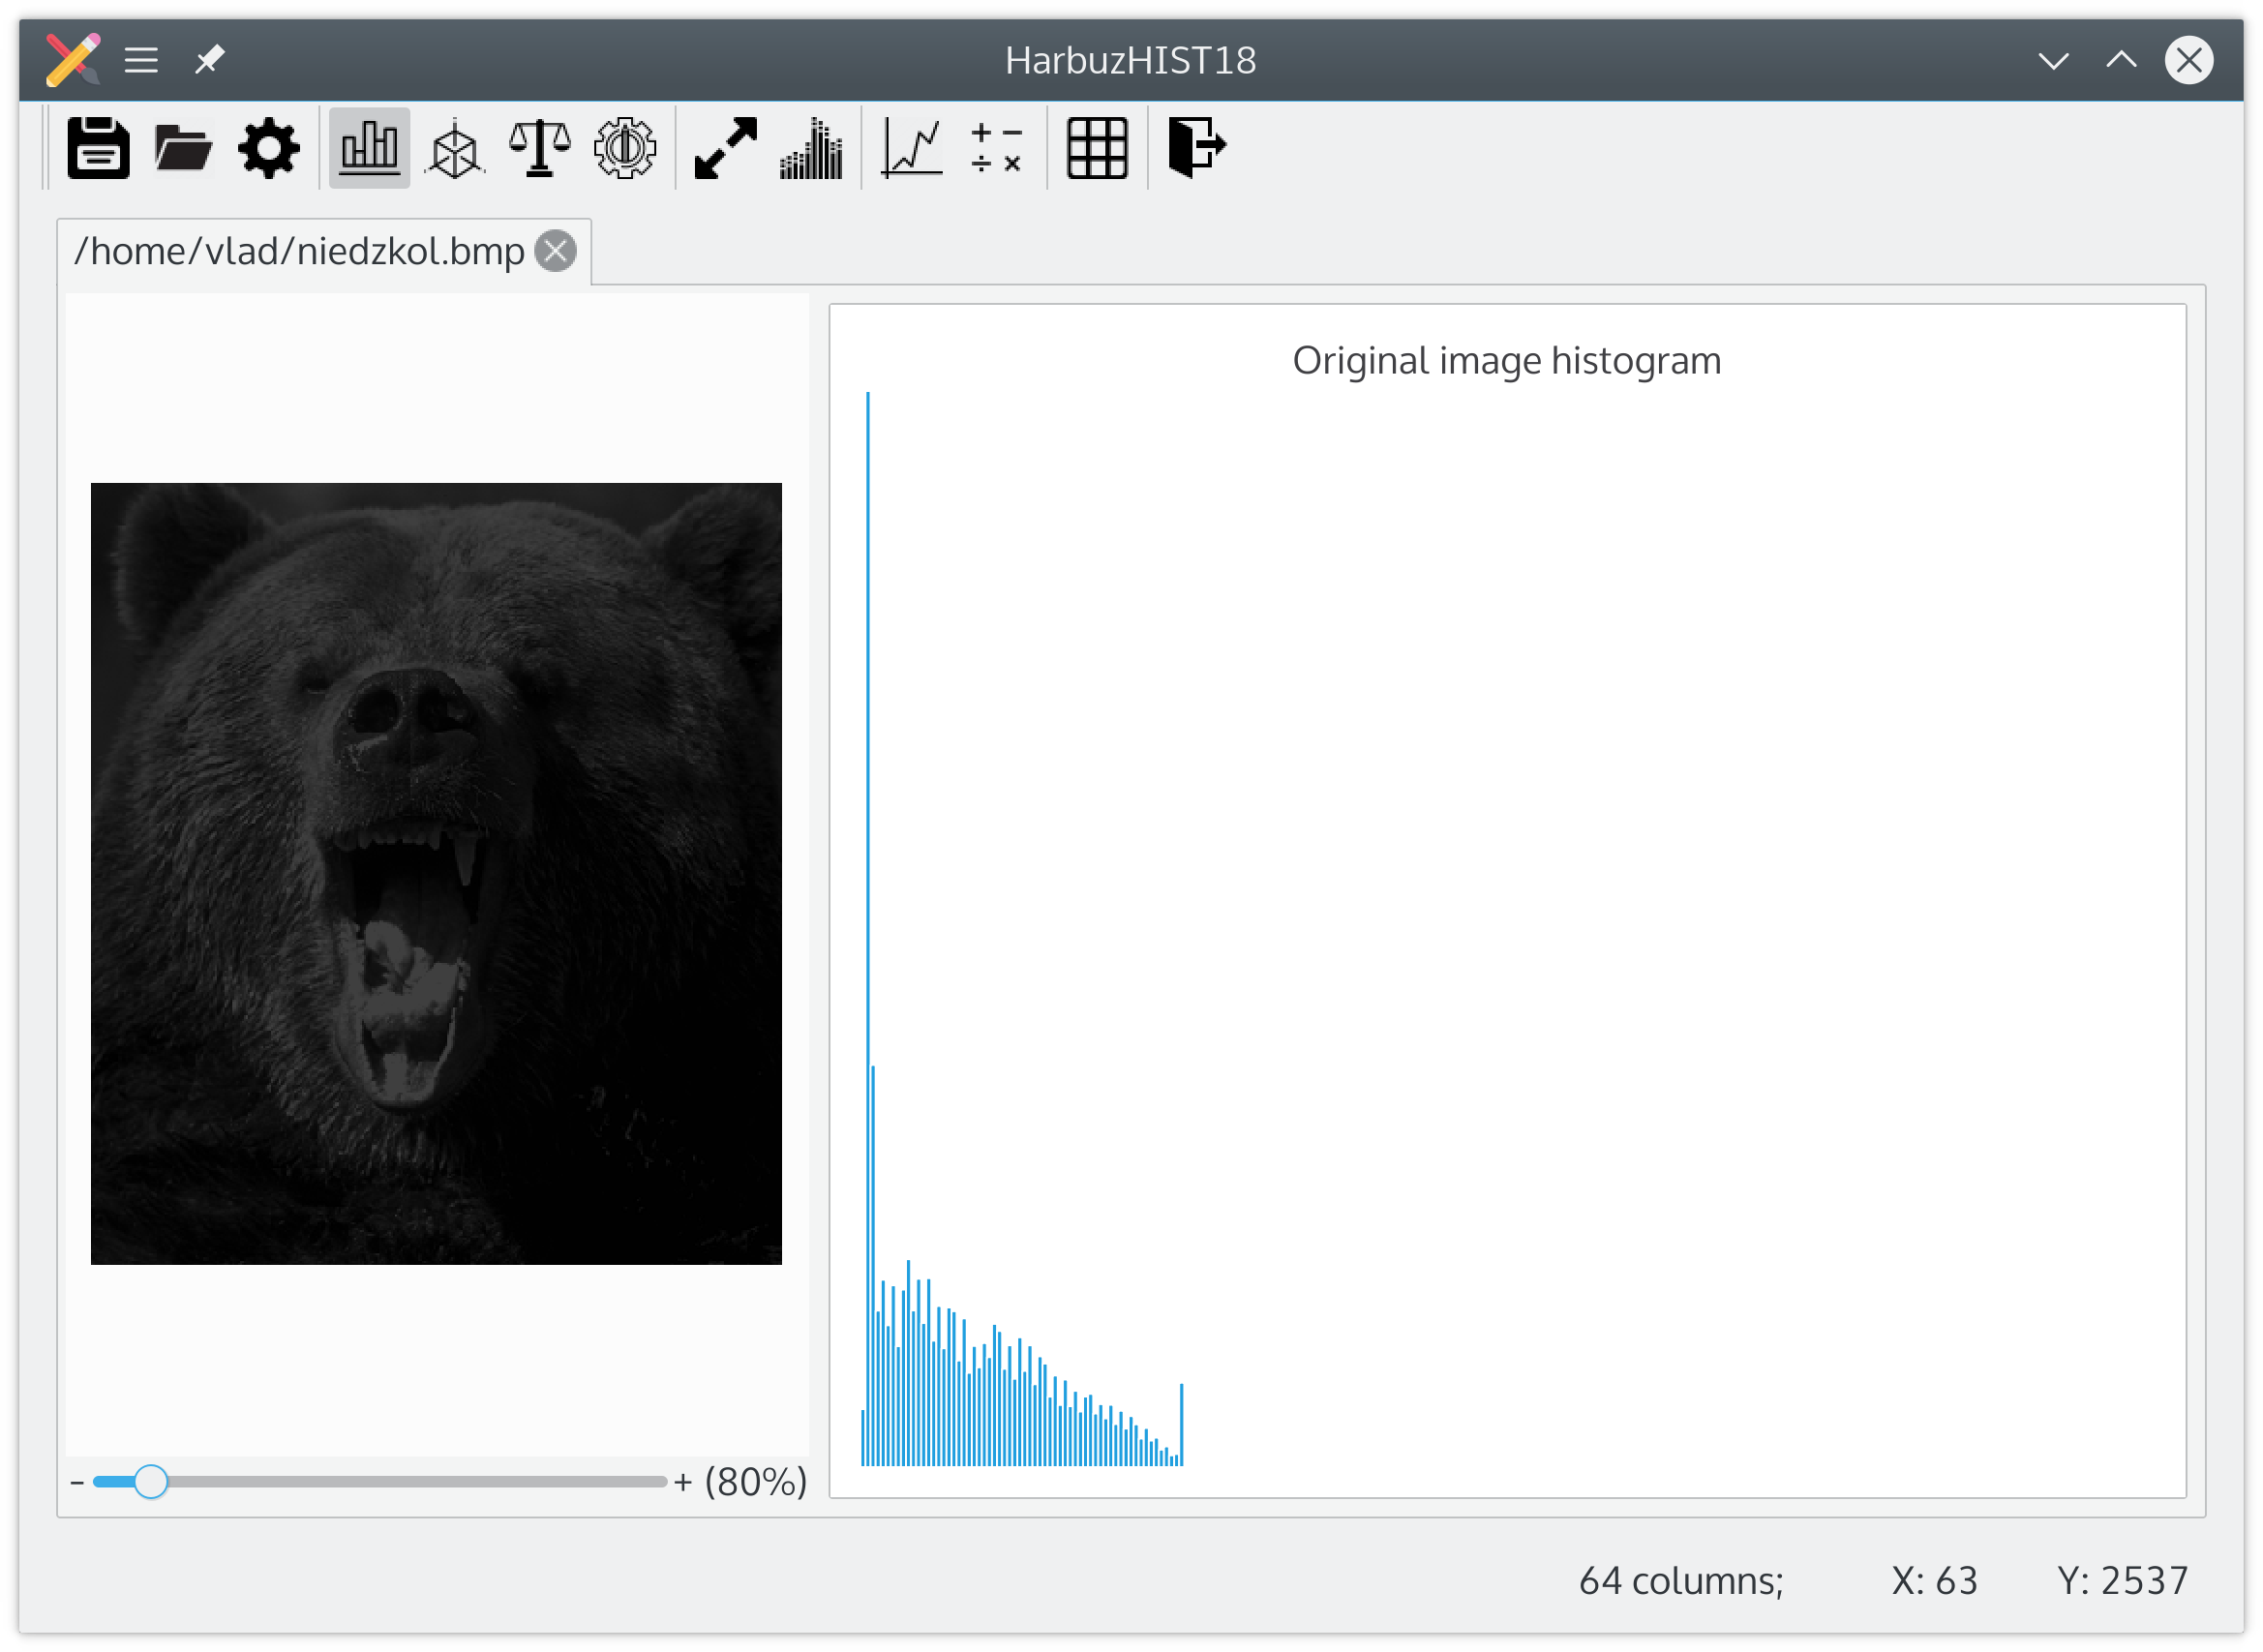 HarbuzHIST18
/home/vlad/niedzkol.bmp
Original image histogram
- + (80%)
64 columns; X: 63 Y: 2537